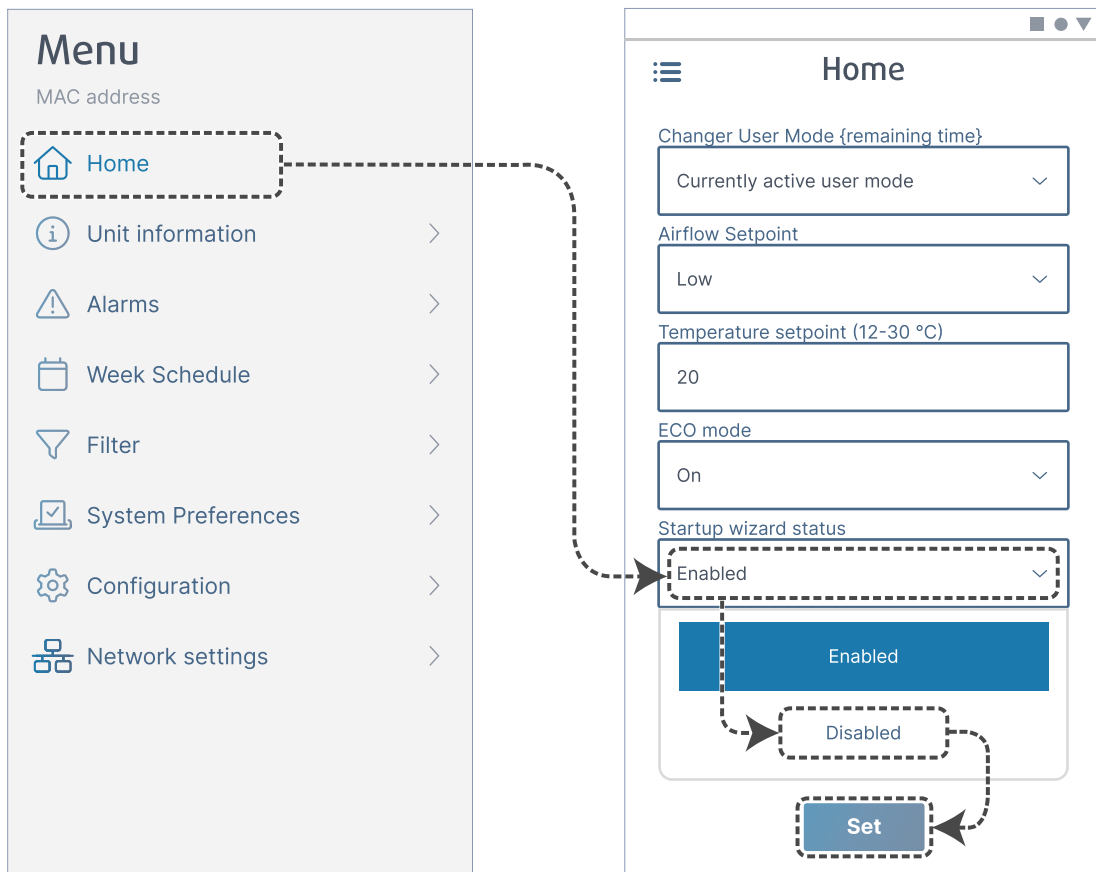 Menu
MAC address
Home
Unit information
Alarms
Week Schedule
Filter
System Preferences
Configuration
Network settings
Home
Changer User Mode {remaining time}
Currently active user mode
Airflow Setpoint
Low
Temperature setpoint (12-30 °C)
20
ECO mode
On
Startup wizard status
Enabled
Enabled
Disabled
Set